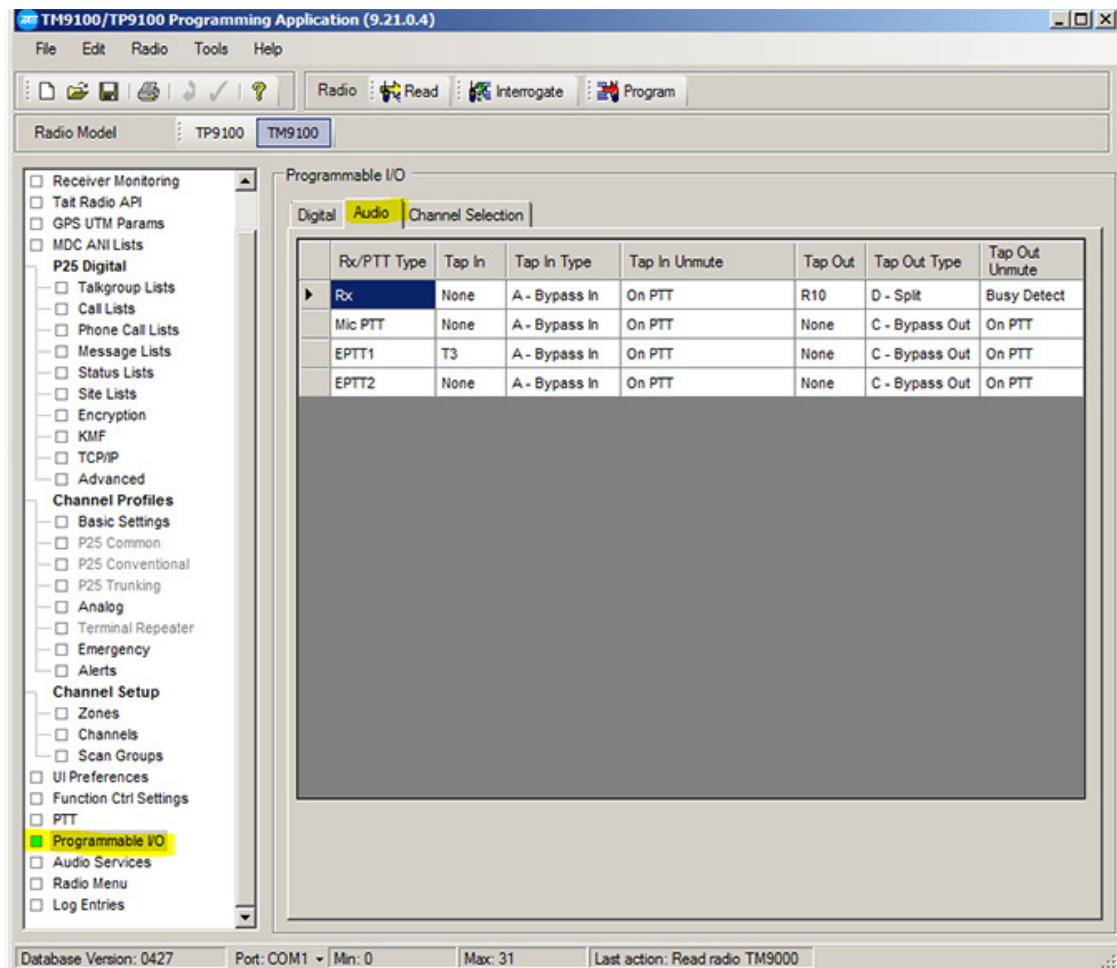 TM9100/TP9100 Programming Application (9.21.0.4)
File Edit Radio Tools Help
Radio Read Interrogate Program
Radio Model TP9100 TM9100
Receiver Monitoring
Tait Radio API
GPS UTM Params
MDC ANI Lists
P25 Digital
Talkgroup Lists
Call Lists
Phone Call Lists
Message Lists
Status Lists
Site Lists
Encryption
KMF
TCP/IP
Advanced
Channel Profiles
Basic Settings
P25 Common
P25 Conventional
P25 Trunking
Analog
Terminal Repeater
Emergency
Alerts
Channel Setup
Zones
Channels
Scan Groups
UI Preferences
Function Ctrl Settings
PTT
Programmable I/O
Audio Services
Radio Menu
Log Entries
Programmable I/O
Digital Audio Channel Selection
Rx/PTT Type Tap In Tap In Type Tap In Unmute Tap Out Tap Out Type Tap Out Unmute
Rx None A - Bypass In On PTT R10 D - Split Busy Detect
Mic PTT None A - Bypass In On PTT None C - Bypass Out On PTT
EPTT1 T3 A - Bypass In On PTT None C - Bypass Out On PTT
EPTT2 None A - Bypass In On PTT None C - Bypass Out On PTT
Database Version: 0427 Port: COM1 Min: 0 Max: 31 Last action: Read radio TM9000